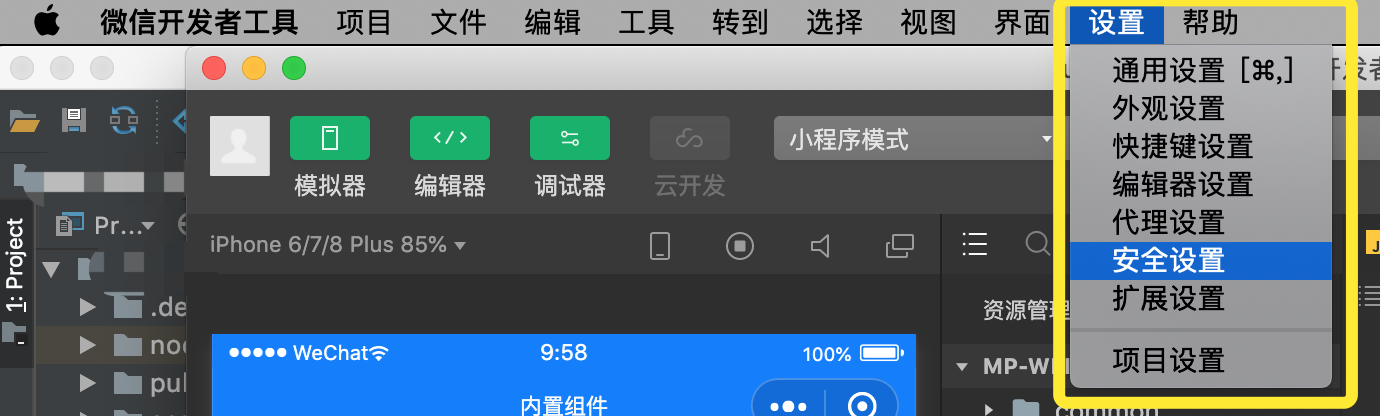 微信开发者工具 项目 文件 编辑 工具 转到 选择 视图 界面 设置 帮助
通用设置 [⌘,]
外观设置
快捷键设置
编辑器设置
代理设置
安全设置
扩展设置
项目设置
小程序模式
模拟器 编辑器 调试器 云开发
Pr...
1: Project
iPhone 6/7/8 Plus 85%
资源管理
WeChat 9:58 100%
内置组件
MP-W
common
.de
noc
pul